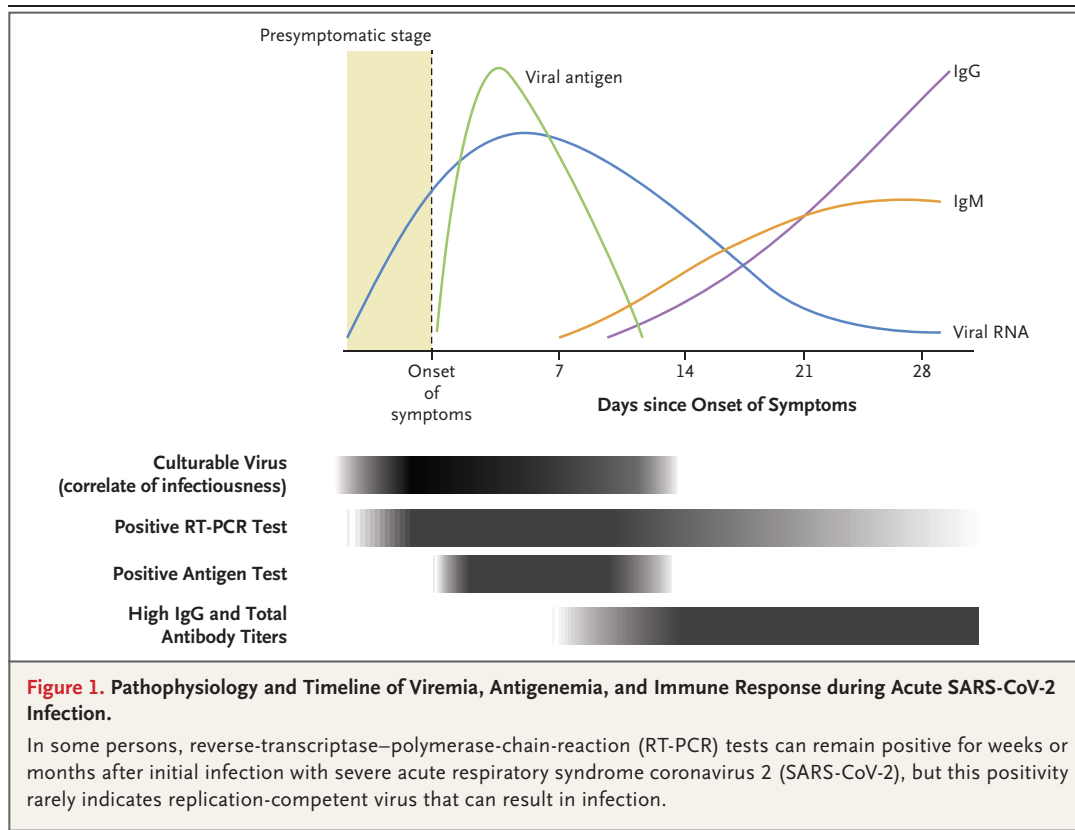 Presymptomatic stage
Viral antigen
IgG
IgM
Viral RNA
Onset
of
symptoms
7
14
21
28
Days since Onset of Symptoms
Culturable Virus
(correlate of infectiousness)
Positive RT-PCR Test
Positive Antigen Test
High IgG and Total
Antibody Titers
Figure 1. Pathophysiology and Timeline of Viremia, Antigenemia, and Immune Response during Acute SARS-CoV-2
Infection.
In some persons, reverse-transcriptase–polymerase-chain-reaction (RT-PCR) tests can remain positive for weeks or
months after initial infection with severe acute respiratory syndrome coronavirus 2 (SARS-CoV-2), but this positivity
rarely indicates replication-competent virus that can result in infection.